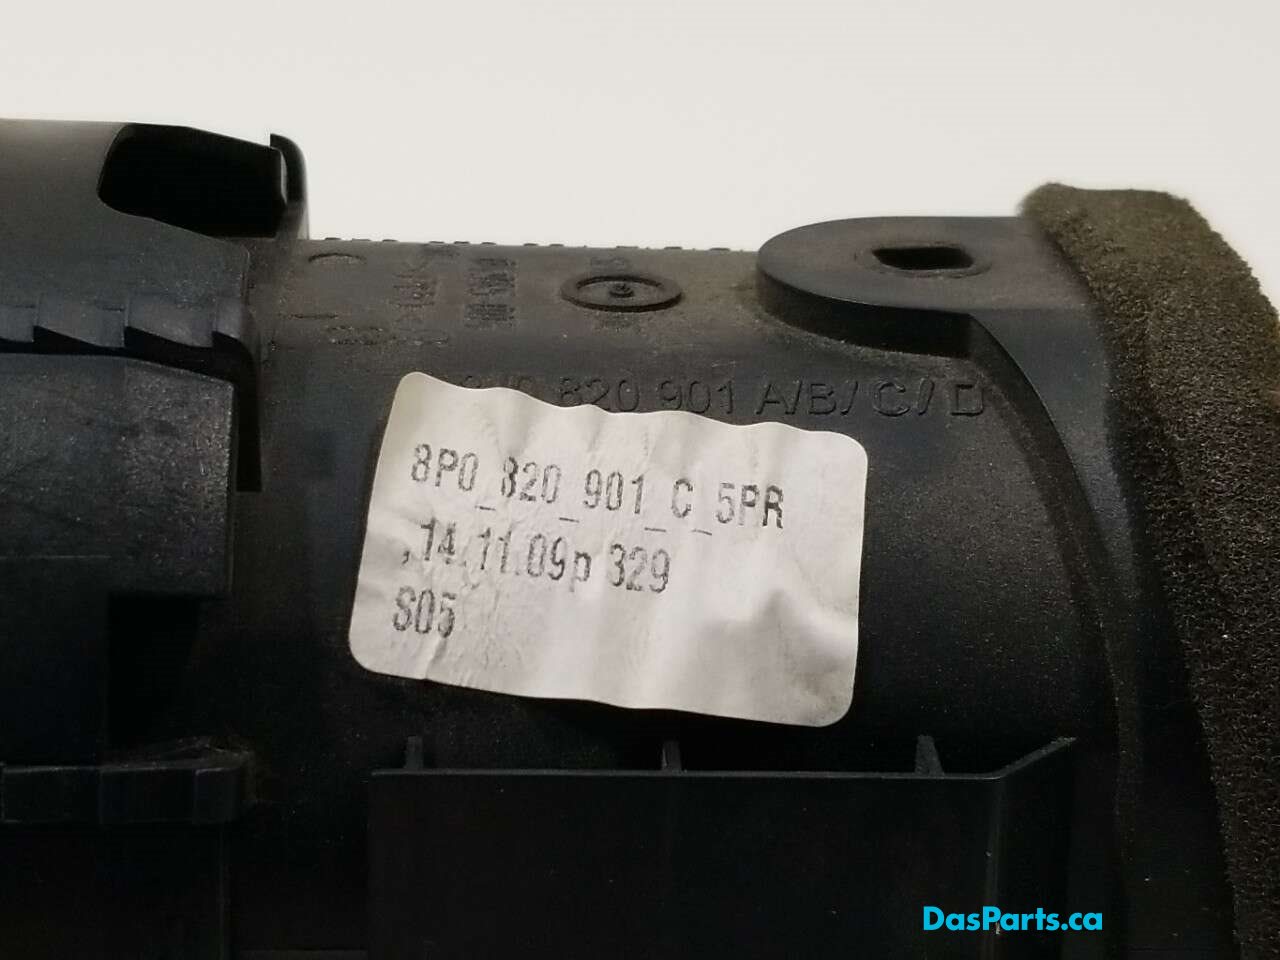 820 901 A/B/C/D
8P0_820_901_C_5PR
,14.11.09p 329
S05
DasParts.ca